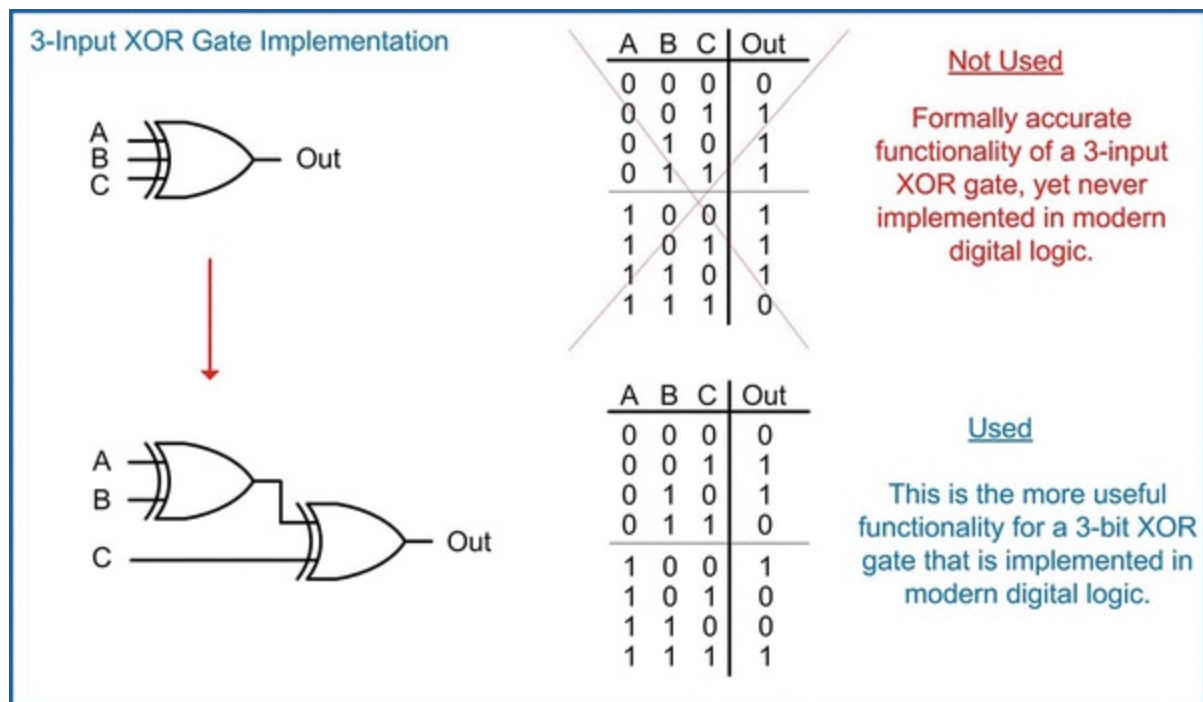 3-Input XOR Gate Implementation
A
B
C
Out
A B C Out
0 0 0 0
0 0 1 1
0 1 0 1
0 1 1 1
1 0 0 1
1 0 1 1
1 1 0 1
1 1 1 0
Not Used
Formally accurate
functionality of a 3-input
XOR gate, yet never
implemented in modern
digital logic.
A
B
C
Out
A B C Out
0 0 0 0
0 0 1 1
0 1 0 1
0 1 1 0
1 0 0 1
1 0 1 0
1 1 0 0
1 1 1 1
Used
This is the more useful
functionality for a 3-bit XOR
gate that is implemented in
modern digital logic.